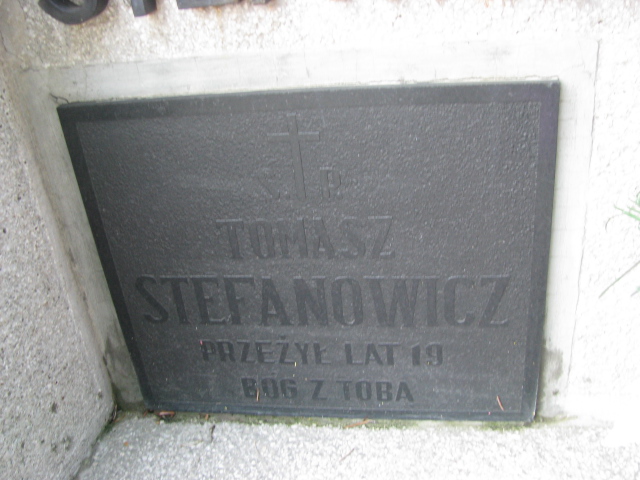 Ś P.
TOMASZ
STEFANOWICZ
PRZEŻYŁ LAT 19
BÓG Z TOBĄ